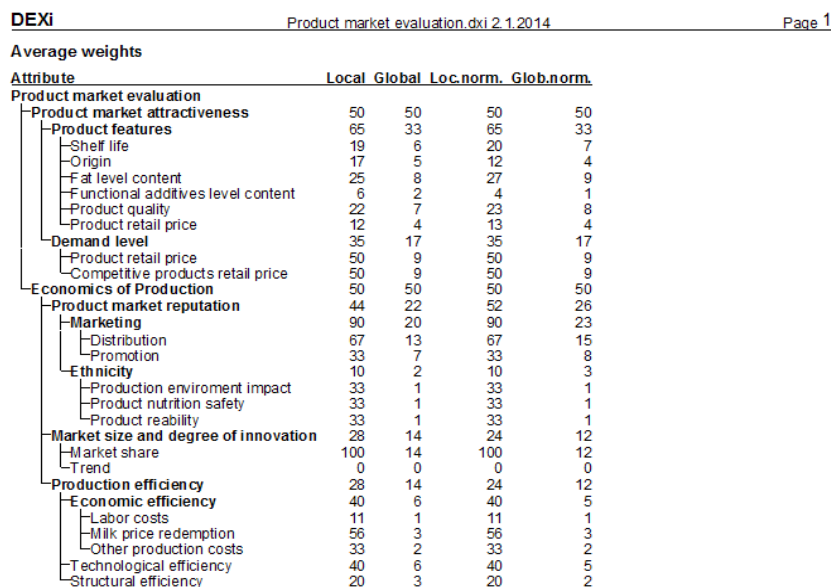 DEXi Product market evaluation.dxi 2.1.2014 Page 1
Average weights
Attribute Local Global Loc.norm. Glob.norm.
Product market evaluation
Product market attractiveness 50 50 50 50
Product features 65 33 65 33
Shelf life 19 6 20 7
Origin 17 5 12 4
Fat level content 25 8 27 9
Functional additives level content 6 2 4 1
Product quality 22 7 23 8
Product retail price 12 4 13 4
Demand level 35 17 35 17
Product retail price 50 9 50 9
Competitive products retail price 50 9 50 9
Economics of Production 50 50 50 50
Product market reputation 44 22 52 26
Marketing 90 20 90 23
Distribution 67 13 67 15
Promotion 33 7 33 8
Ethnicity 10 2 10 3
Production enviroment impact 33 1 33 1
Product nutrition safety 33 1 33 1
Product reability 33 1 33 1
Market size and degree of innovation 28 14 24 12
Market share 100 14 100 12
Trend 0 0 0 0
Production efficiency 28 14 24 12
Economic efficiency 40 6 40 5
Labor costs 11 1 11 1
Milk price redemption 56 3 56 3
Other production costs 33 2 33 2
Technological efficiency 40 6 40 5
Structural efficiency 20 3 20 2